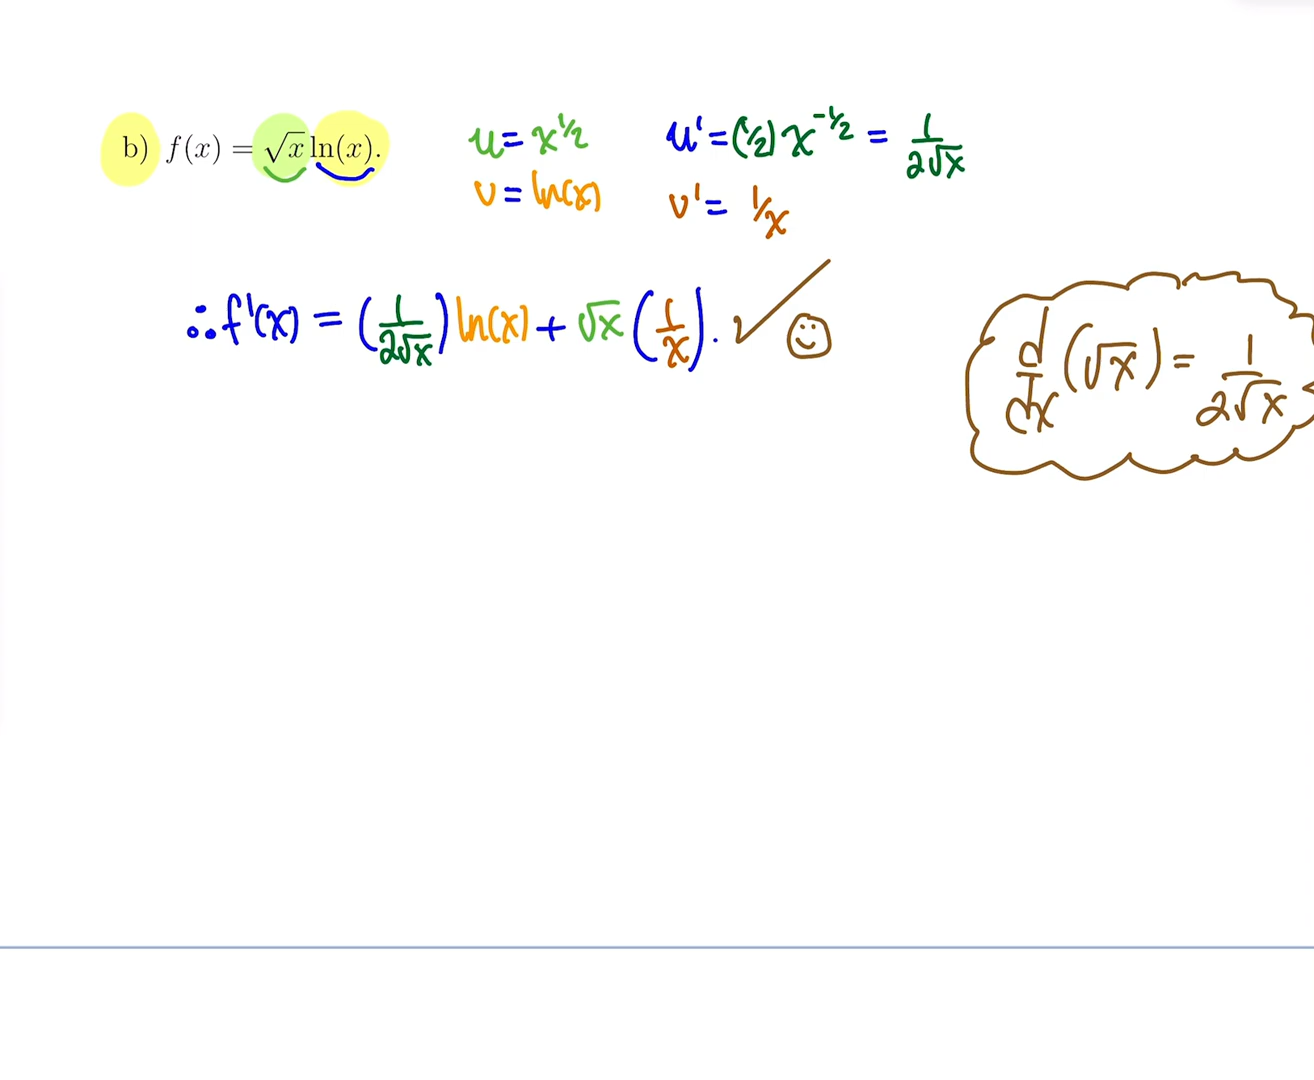 b) f(x) = √x ln(x). u = x^½ u' = (½) x^-½ = 1/2√x
v = ln(x) v' = 1/x
∴ f'(x) = (1/2√x) ln(x) + √x (1/x). ✓ ☺
d/dx (√x) = 1/2√x